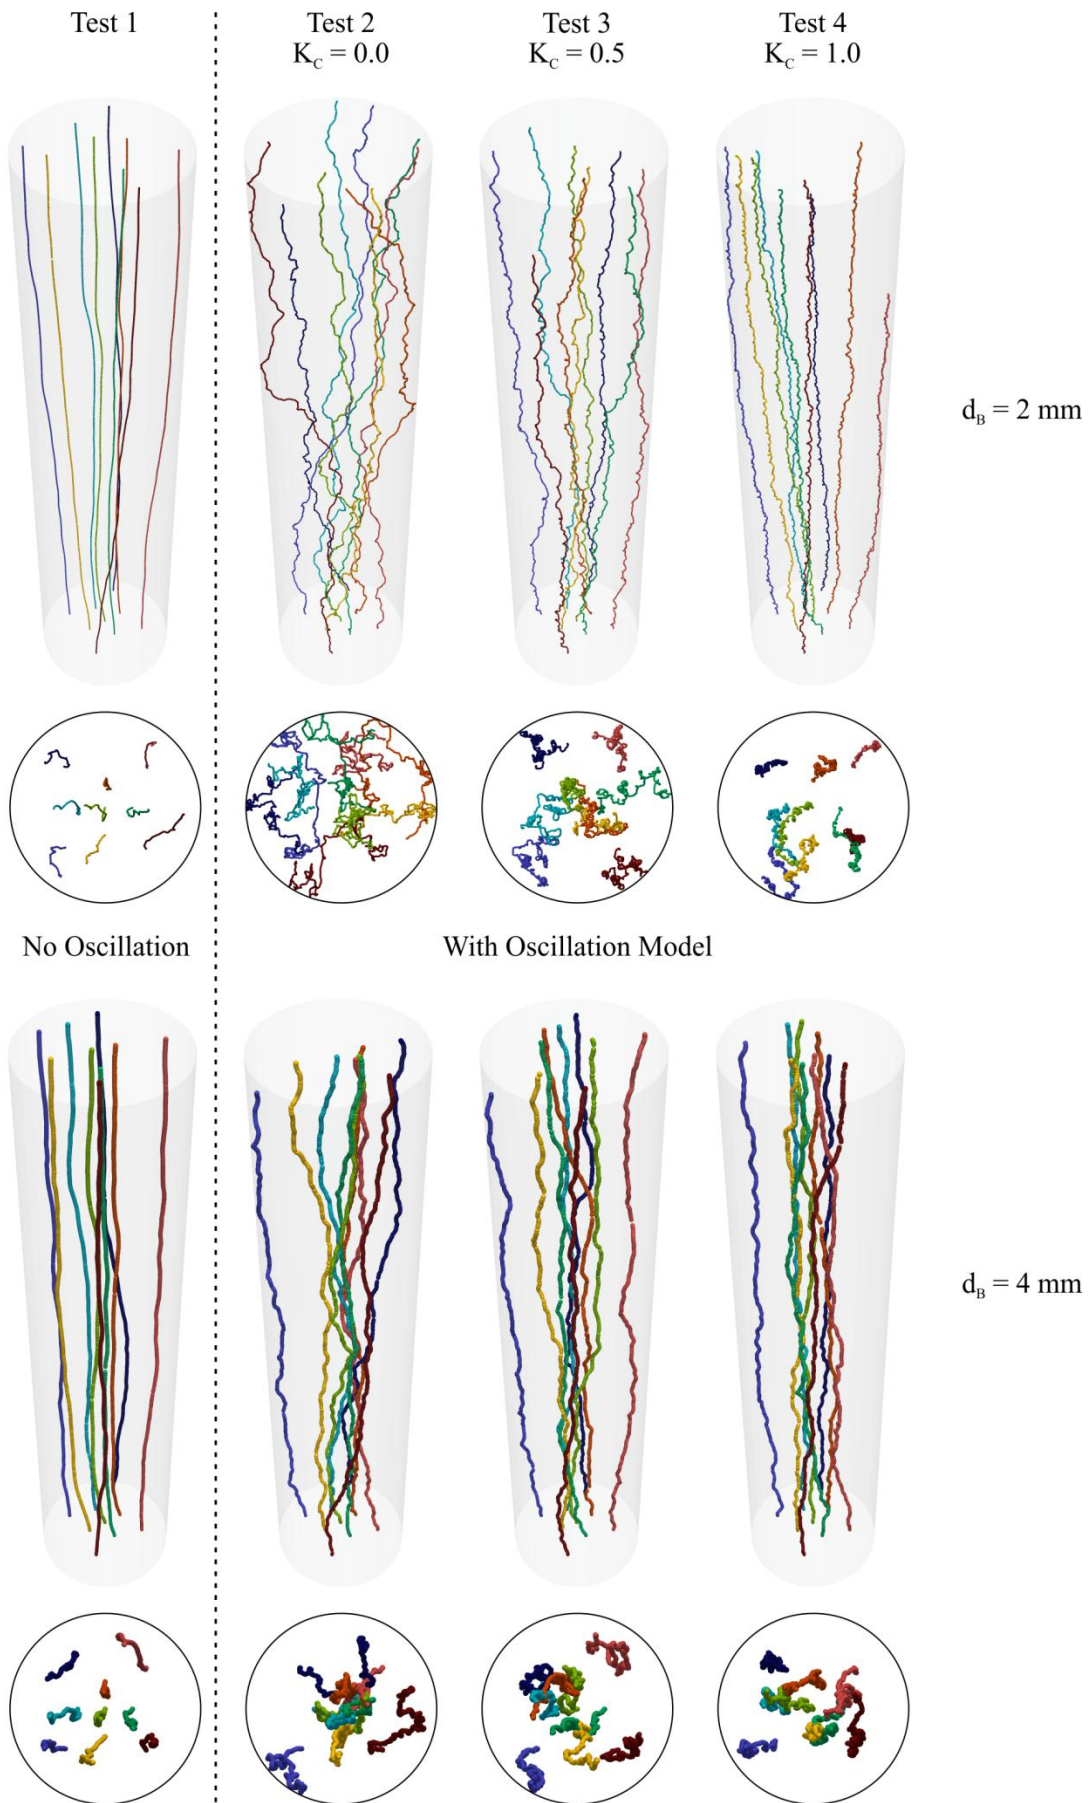 Test 1
Test 2
K_C = 0.0
Test 3
K_C = 0.5
Test 4
K_C = 1.0
d_B = 2 mm
No Oscillation
With Oscillation Model
d_B = 4 mm